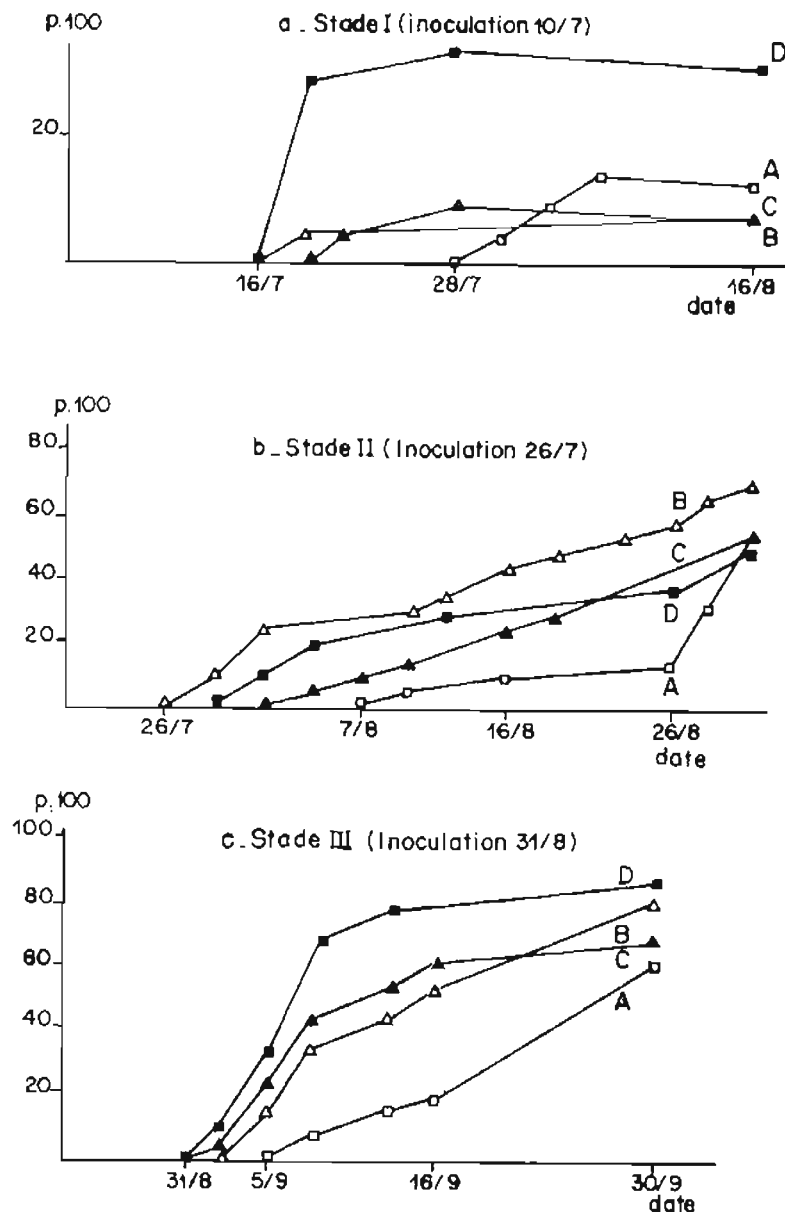 p.100
a _ Stade I (inoculation 10/7)
D
20
A
C
B
16/7 28/7 16/8
date
p.100
80
b _ Stade II (Inoculation 26/7)
B
60
C
40
D
20
A
26/7 7/8 16/8 26/8
date
p.100
100
c _ Stade III (Inoculation 31/8)
D
80
B
60
C
A
40
20
31/8 5/9 16/9 30/9
date